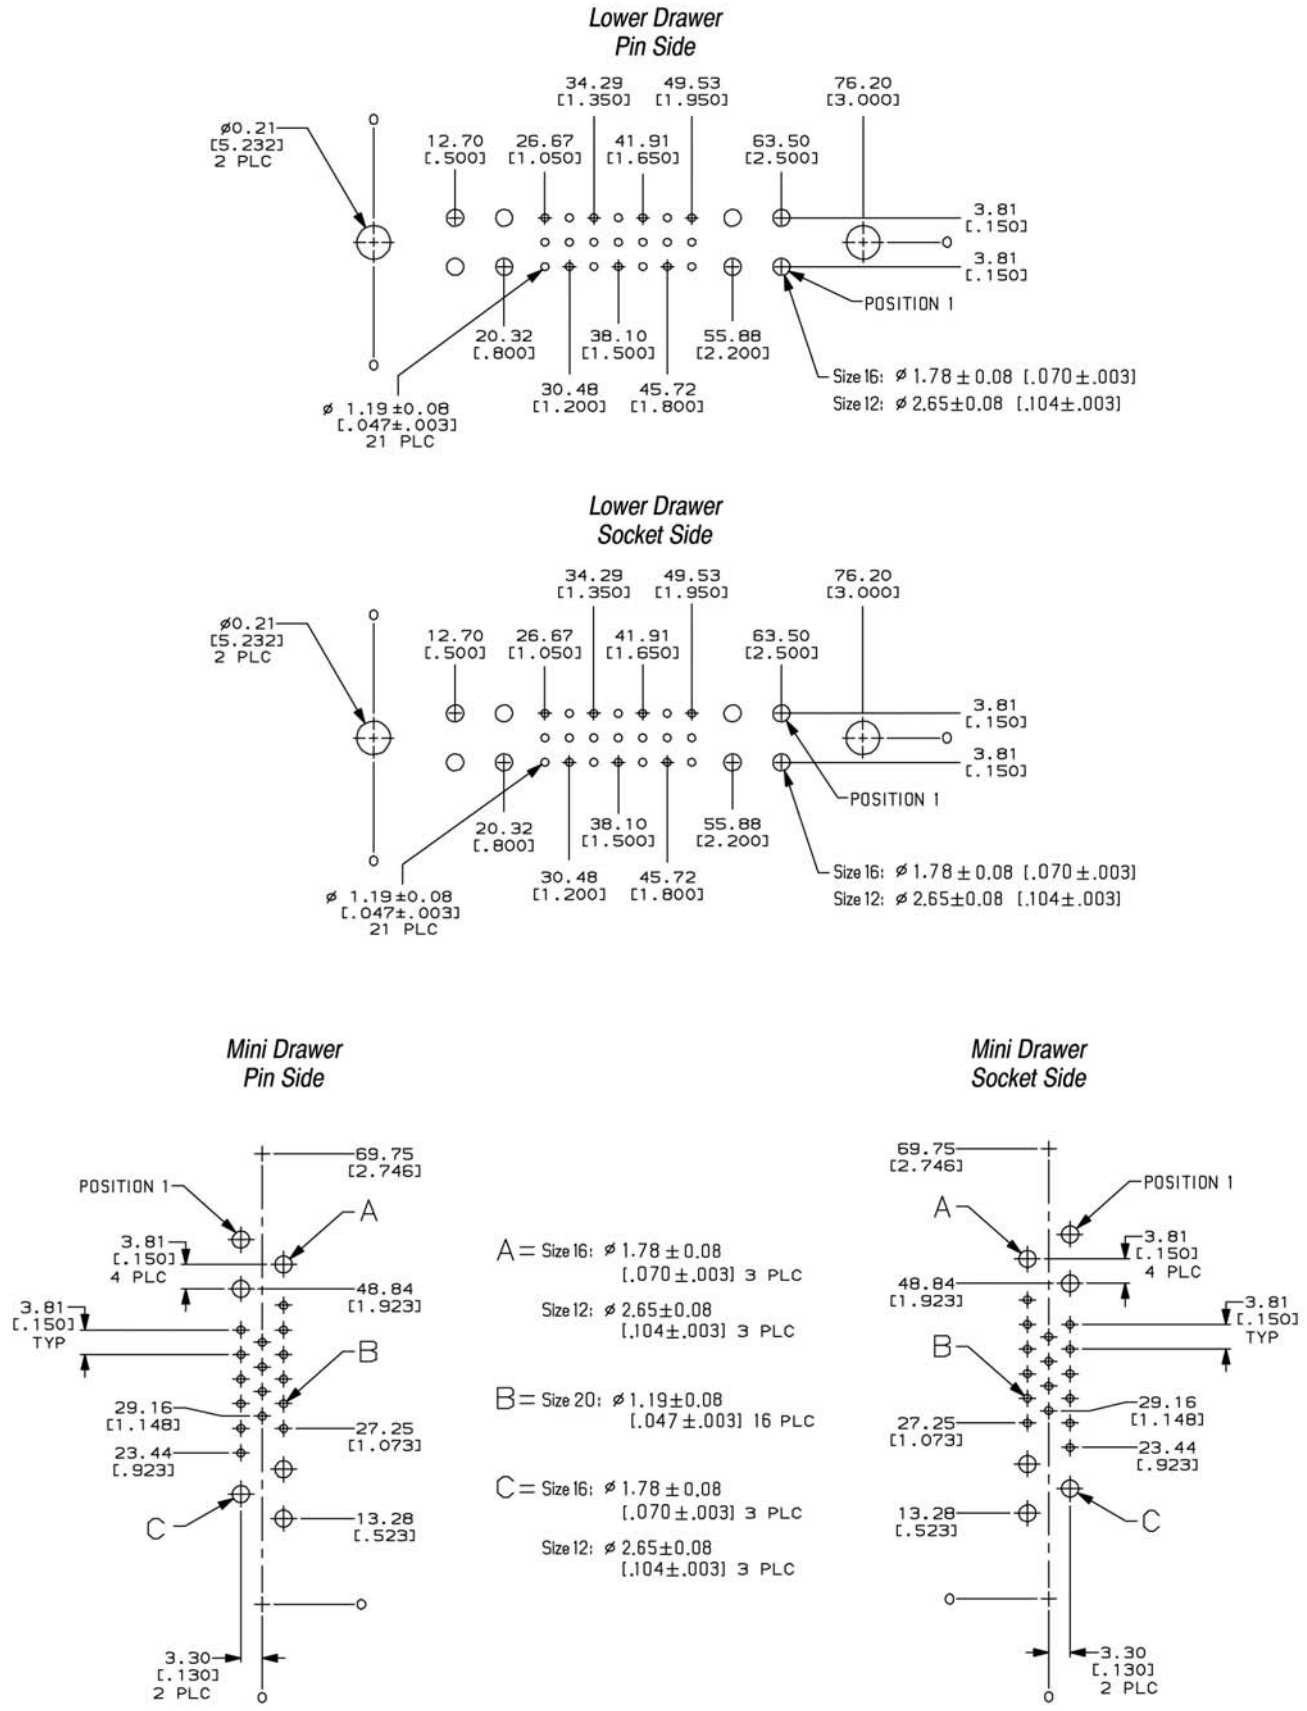 Lower Drawer
Pin Side
34.29
[1.350]
49.53
[1.950]
76.20
[3.000]
0
ø0.21
[5.232]
2 PLC
12.70
[.500]
26.67
[1.050]
41.91
[1.650]
63.50
[2.500]
3.81
[.150]
0
3.81
[.150]
POSITION 1
20.32
[.800]
38.10
[1.500]
55.88
[2.200]
0
30.48
[1.200]
45.72
[1.800]
Size 16: ø 1.78 ± 0.08 [.070 ±.003]
Size 12: ø 2.65±0.08 [.104±.003]
ø 1.19±0.08
[.047±.003]
21 PLC
Lower Drawer
Socket Side
34.29
[1.350]
49.53
[1.950]
76.20
[3.000]
0
ø0.21
[5.232]
2 PLC
12.70
[.500]
26.67
[1.050]
41.91
[1.650]
63.50
[2.500]
3.81
[.150]
0
3.81
[.150]
POSITION 1
20.32
[.800]
38.10
[1.500]
55.88
[2.200]
0
30.48
[1.200]
45.72
[1.800]
Size 16: ø 1.78 ± 0.08 [.070 ±.003]
Size 12: ø 2.65±0.08 [.104±.003]
ø 1.19±0.08
[.047±.003]
21 PLC
Mini Drawer
Pin Side
69.75
[2.746]
POSITION 1
A
3.81
[.150]
4 PLC
48.84
[1.923]
3.81
[.150]
TYP
B
29.16
[1.148]
27.25
[1.073]
23.44
[.923]
C
13.28
[.523]
0
3.30
[.130]
2 PLC
0
A = Size 16: ø 1.78 ± 0.08
[.070 ±.003] 3 PLC
Size 12: ø 2.65±0.08
[.104±.003] 3 PLC
B = Size 20: ø 1.19±0.08
[.047 ±.003] 16 PLC
C = Size 16: ø 1.78 ± 0.08
[.070 ±.003] 3 PLC
Size 12: ø 2.65±0.08
[.104±.003] 3 PLC
Mini Drawer
Socket Side
69.75
[2.746]
POSITION 1
A
3.81
[.150]
4 PLC
48.84
[1.923]
3.81
[.150]
TYP
B
29.16
[1.148]
27.25
[1.073]
23.44
[.923]
13.28
[.523]
C
0
3.30
[.130]
2 PLC
0